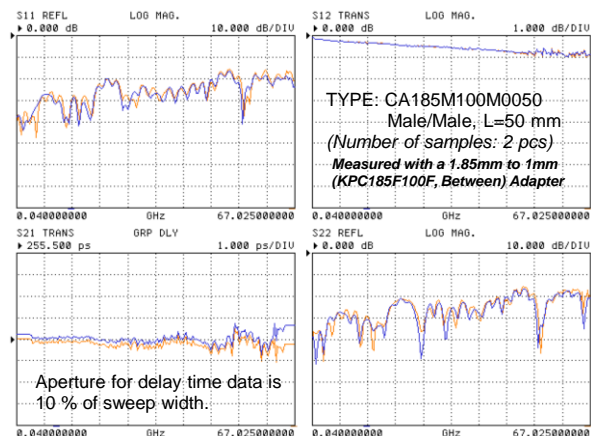 S11 REFL LOG MAG.
▶ 0.000 dB 10.000 dB/DIV
0.040000000 GHz 67.025000000
S12 TRANS LOG MAG.
▶ 0.000 dB 1.000 dB/DIV
TYPE: CA185M100M0050
Male/Male, L=50 mm
(Number of samples: 2 pcs)
Measured with a 1.85mm to 1mm
(KPC185F100F, Between) Adapter
0.040000000 GHz 67.025000000
S21 TRANS GRP DLY
▶ 255.500 ps 1.000 ps/DIV
Aperture for delay time data is
10 % of sweep width.
0.040000000 GHz 67.025000000
S22 REFL LOG MAG.
▶ 0.000 dB 10.000 dB/DIV
0.040000000 GHz 67.025000000